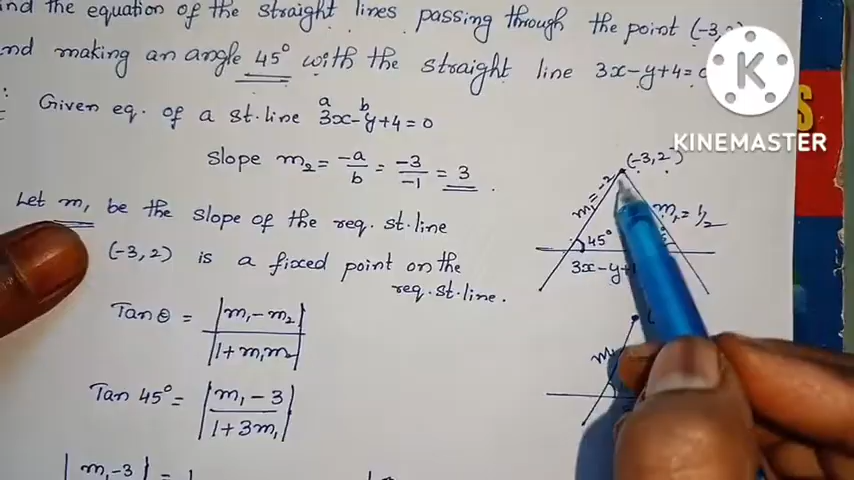 nd the equation of the straight lines passing through the point (-3,
nd making an angle 45° with the straight line 3x-y+4=0
Given eq. of a st.line 3x-y+4=0
a b
Slope m₂ = -a/b = -3/-1 = 3.
Let m₁ be the slope of the req. st.line
(-3,2) is a fixed point on the
req. st.line.
Tan θ = |m₁-m₂ / 1+m₁m₂|
Tan 45° = |m₁-3 / 1+3m₁|
|m₁-3| = 1
(-3,2)
m₁=-2
m₁=1/2
45°
3x-y+
m
K
KINEMASTER